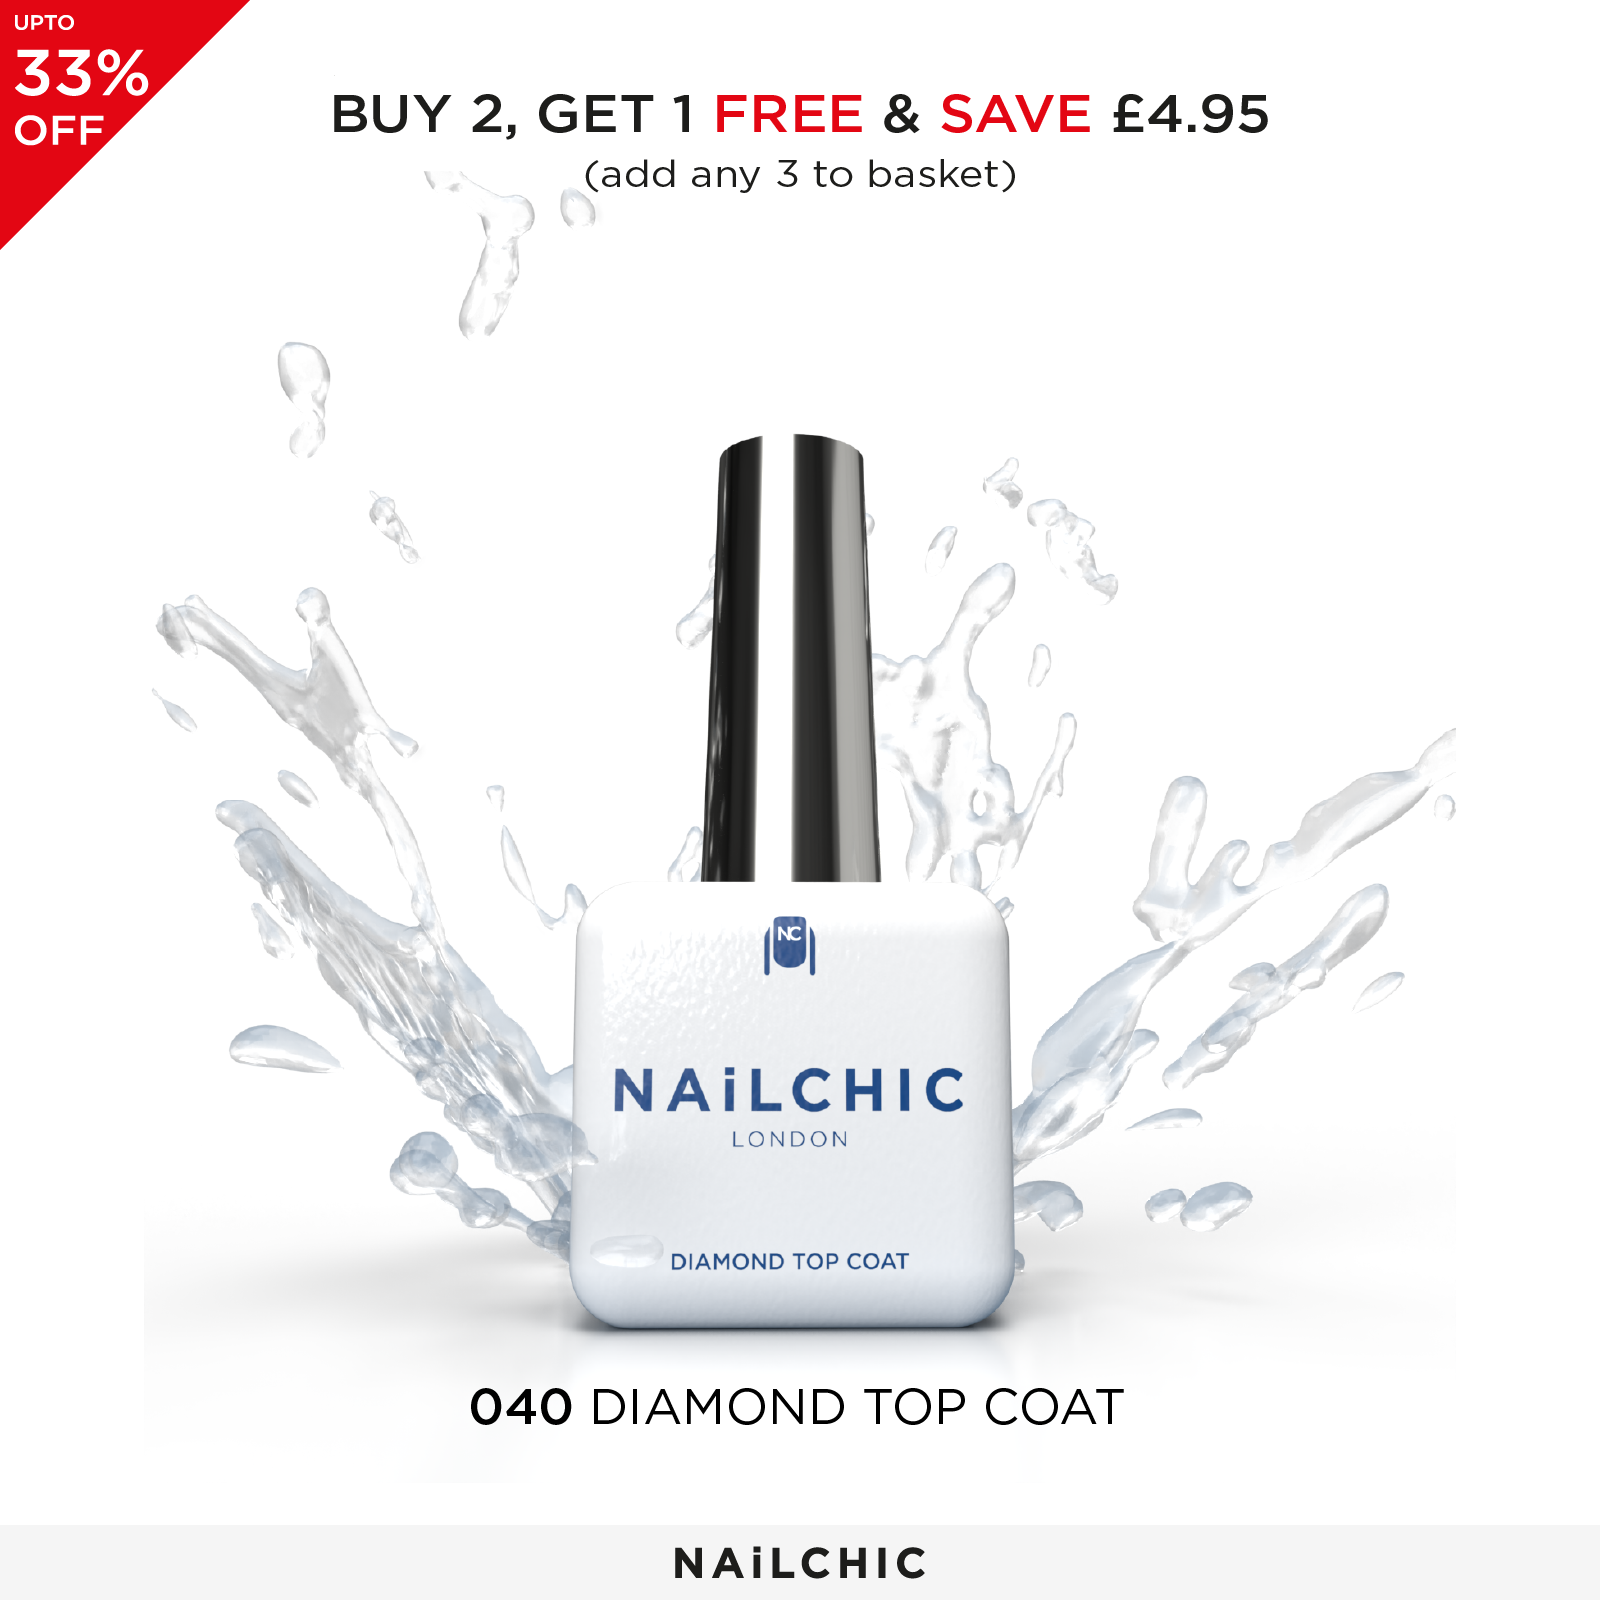 UPTO
33%
OFF
BUY 2, GET 1 FREE & SAVE £4.95
(add any 3 to basket)
NC
NAiLCHIC
LONDON
DIAMOND TOP COAT
040 DIAMOND TOP COAT
NAiLCHIC